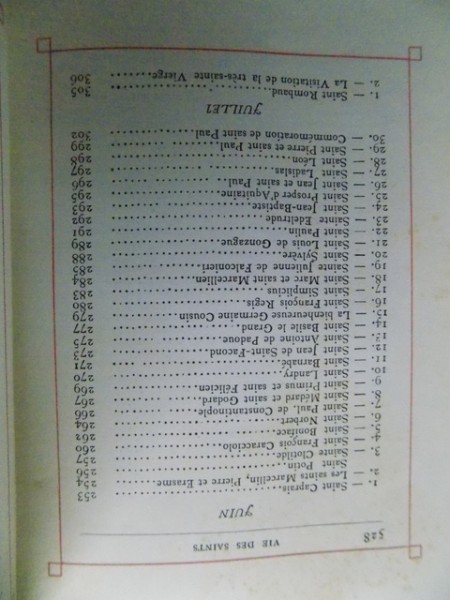 328 VIE DES SAINTS
JUIN
1. — Saint Caprais. 253
2. — Les saints Marcellin, Pierre et Erasme. 254
Saint Potin 256
3. — Sainte Clotilde 257
4. — Saint François Caracciolo 260
5. — Saint Boniface 262
6. — Saint Norbert 264
7. — Saint Paul, de Constantinople 266
8. — Saint Médard et saint Godard 267
9. — Saint Primus et saint Félicien 269
10. — Saint Landry 270
11. — Saint Barnabé 271
12. — Saint Jean de Saint-Facond 273
13. — Saint Antoine de Padoue 275
14. — Saint Basile Grand 277
15. — La bienheureuse Germaine Cousin 279
16. — Saint François Régis 280
17. — Saint Simplicius 283
18. — Saint Marc et saint Marcellien 284
19. — Sainte Julienne de Falconieri 285
20. — Saint Sylvère 288
21. — Saint Louis de Gonzague 289
22. — Saint Paulin 291
23. — Sainte Edeltrude 292
24. — Saint Jean-Baptiste 293
25. — Saint Prosper d'Aquitaine 295
26. — Saint Jean et saint Paul 296
27. — Saint Ladislas 297
28. — Saint Léon 298
29. — Saint Pierre et saint Paul 299
30. — Commémoration de saint Paul 302
JUILLET
1. — Saint Rombaud. 305
2. — La Visitation de la très-sainte Vierge. 306